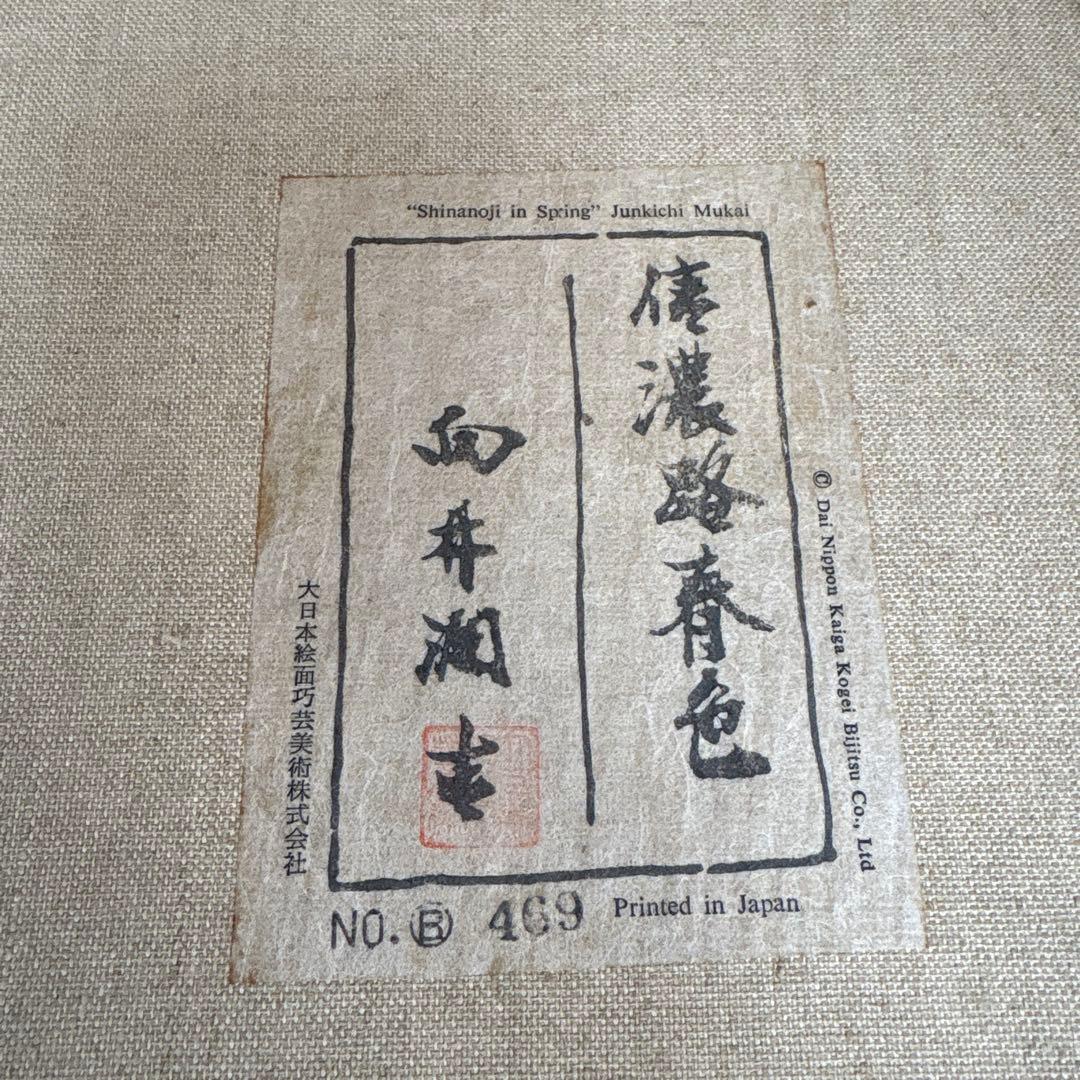 “Shinanoji in Spring” Junkichi Mukai
信濃路春色
向井潤吉
© Dai Nippon Kaiga Kogei Bijitsu Co., Ltd
大日本絵画巧芸美術株式会社
NO. Ⓑ 469
Printed in Japan